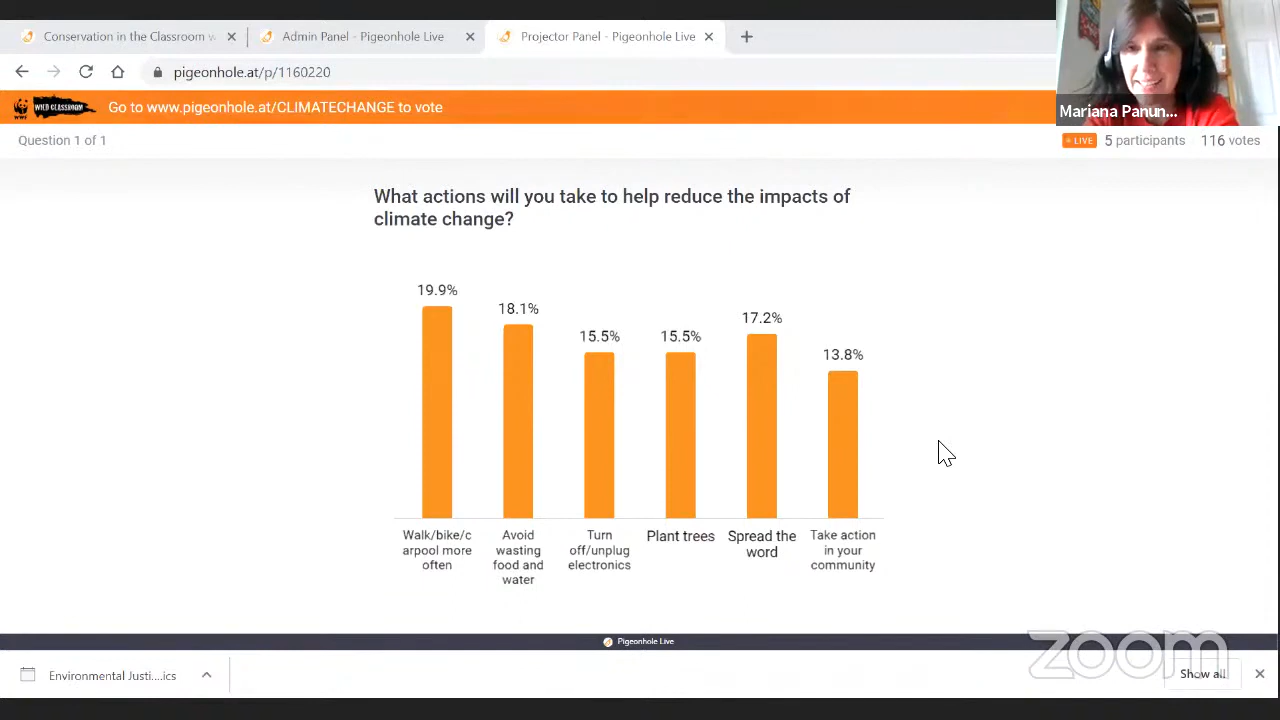 Conservation in the Classroom w
Admin Panel - Pigeonhole Live
Projector Panel - Pigeonhole Live
pigeonhole.at/p/1160220
WWF
WILD CLASSROOM
Go to www.pigeonhole.at/CLIMATECHANGE to vote
Mariana Panun...
Question 1 of 1
LIVE
5 participants
116 votes
What actions will you take to help reduce the impacts of
climate change?
19.9%
18.1%
15.5%
15.5%
17.2%
13.8%
Walk/bike/c
arpool more
often
Avoid
wasting
food and
water
Turn
off/unplug
electronics
Plant trees
Spread the
word
Take action
in your
community
Pigeonhole Live
zoom
Environmental Justi....ics
Show all